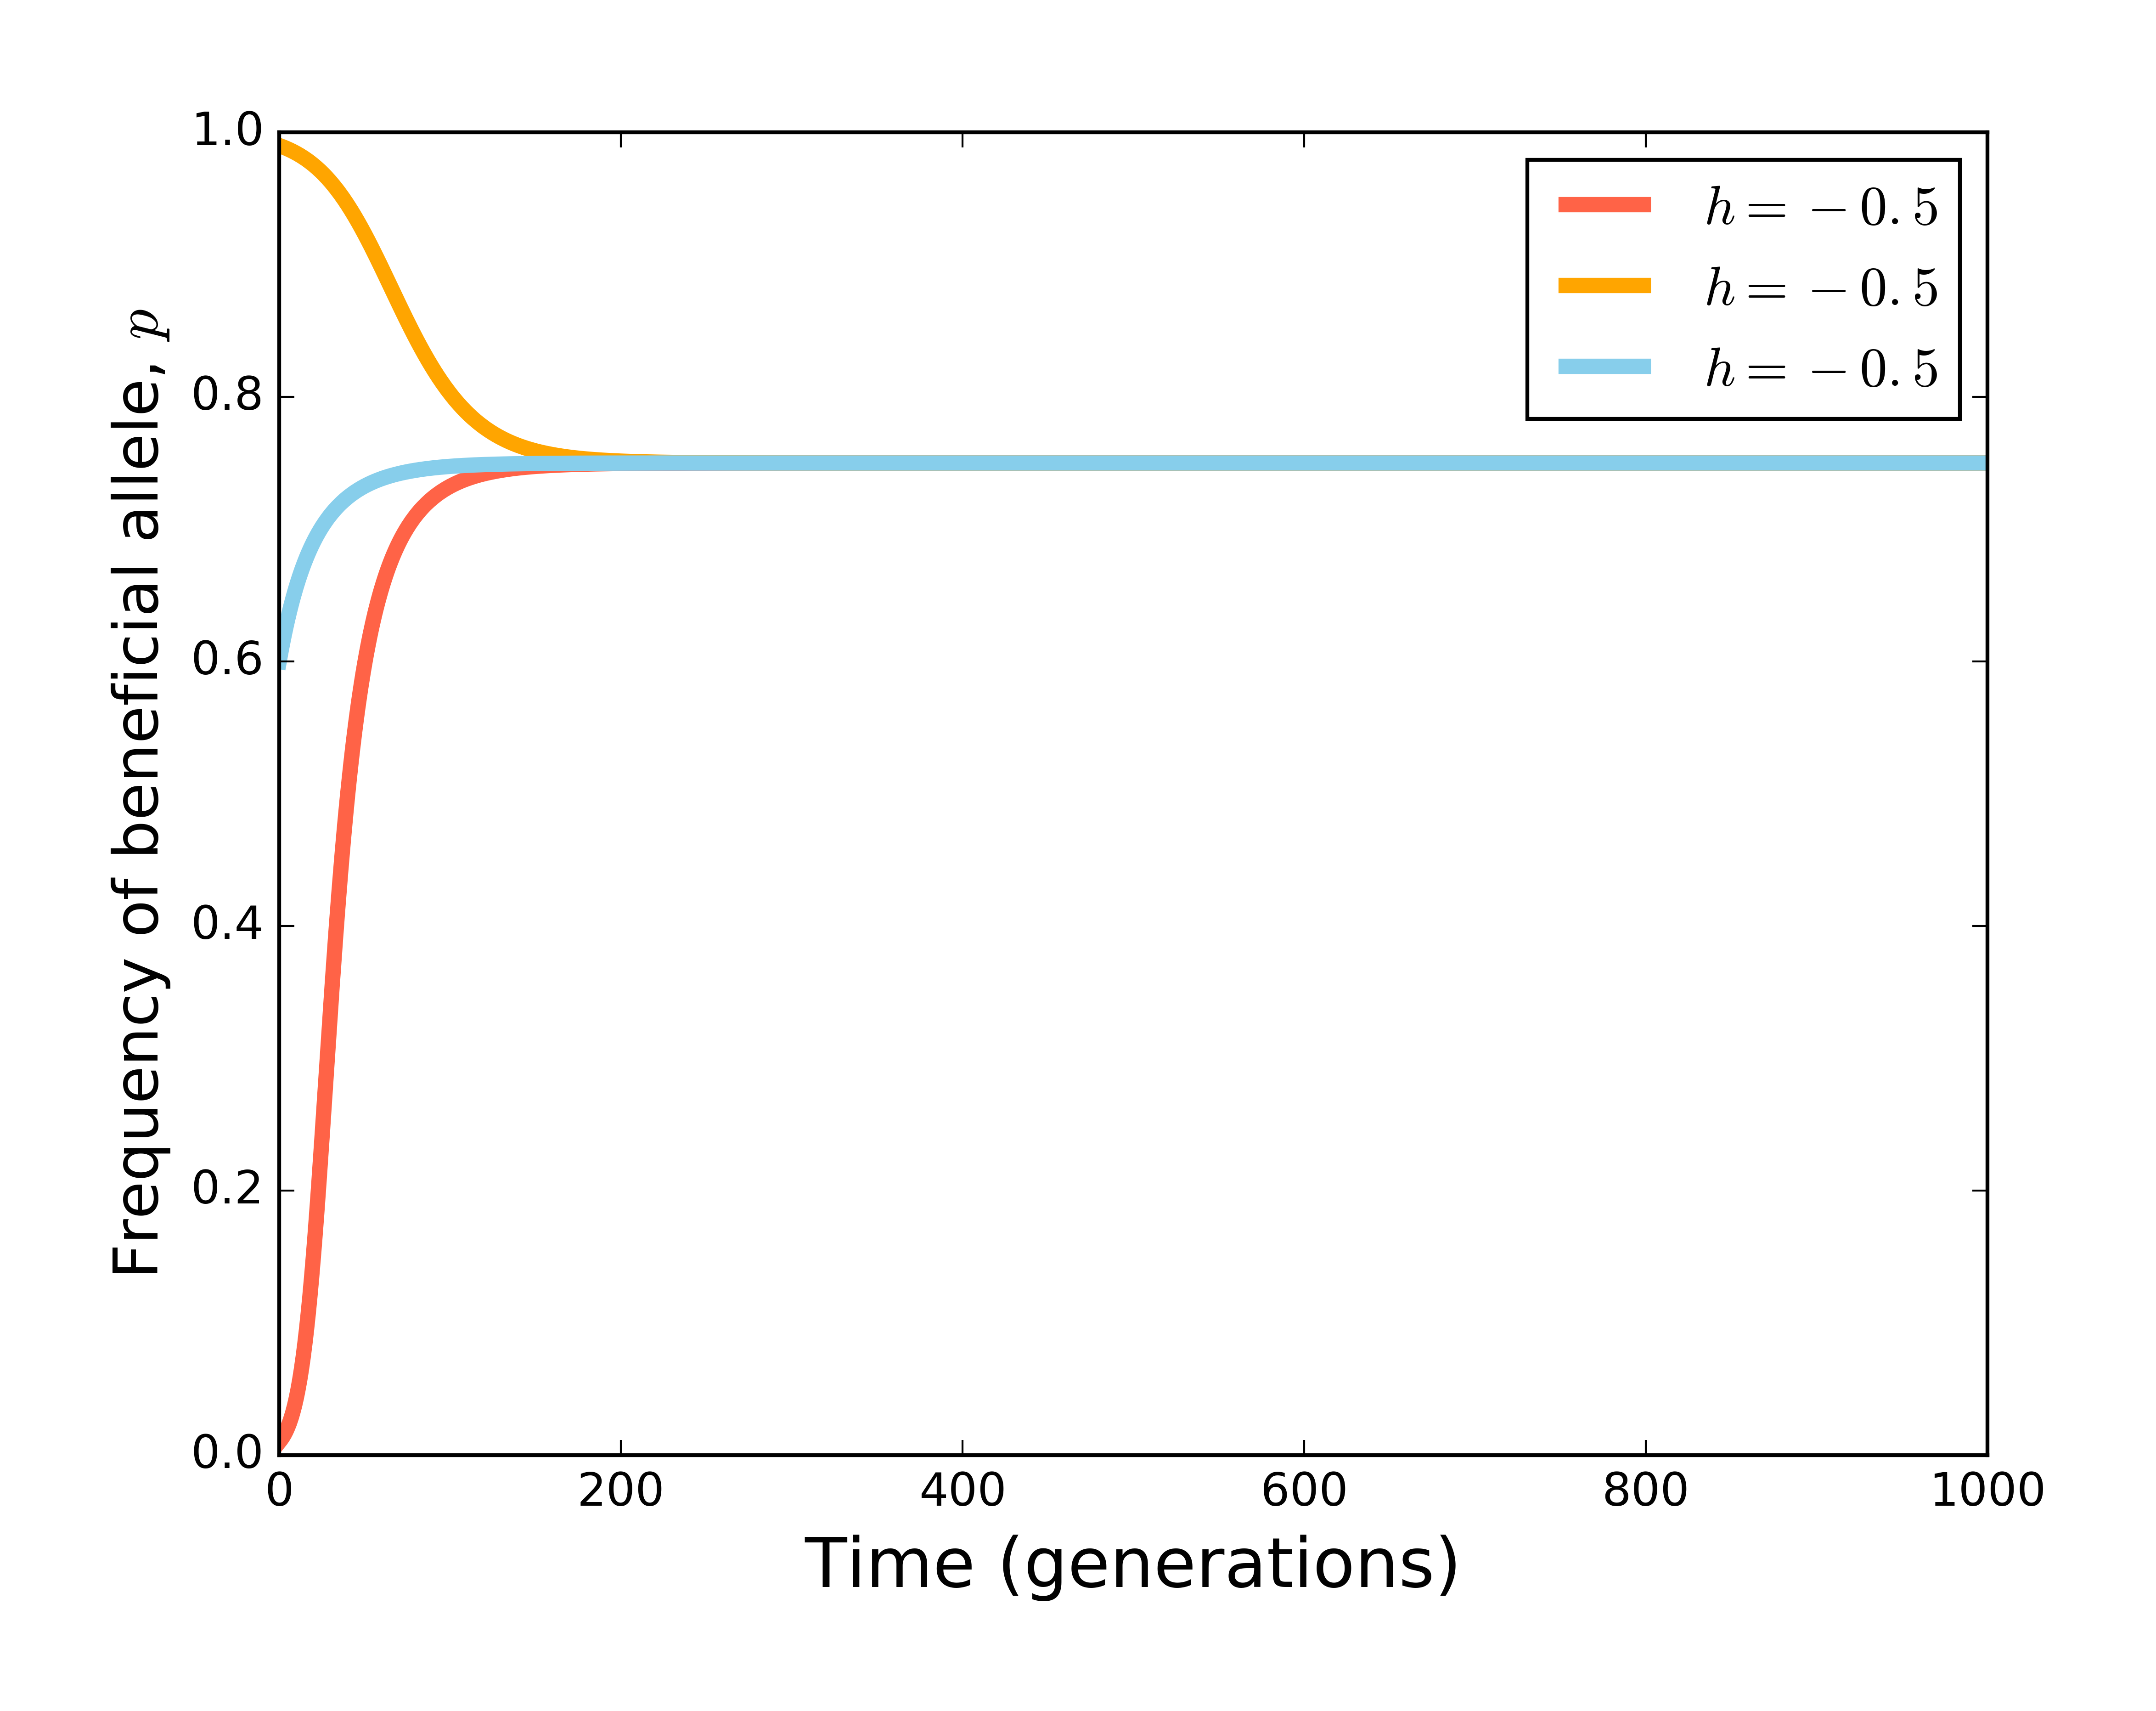 Frequency of beneficial allele, p
1.0
0.8
0.6
0.4
0.2
0.0
h = −0.5
h = −0.5
h = −0.5
0 200 400 600 800 1000
Time (generations)